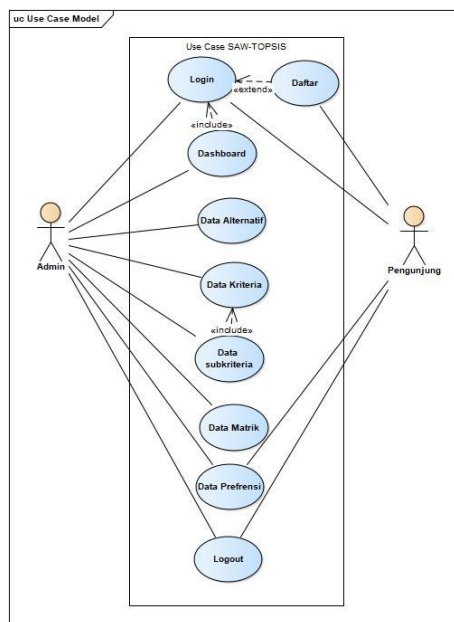 uc Use Case Model
Use Case SAW-TOPSIS
Login
Daftar
«extend»
«include»
Dashboard
Data Alternatif
Admin
Pengunjung
Data Kriteria
«include»
Data
subkriteria
Data Matrik
Data Prefrensi
Logout